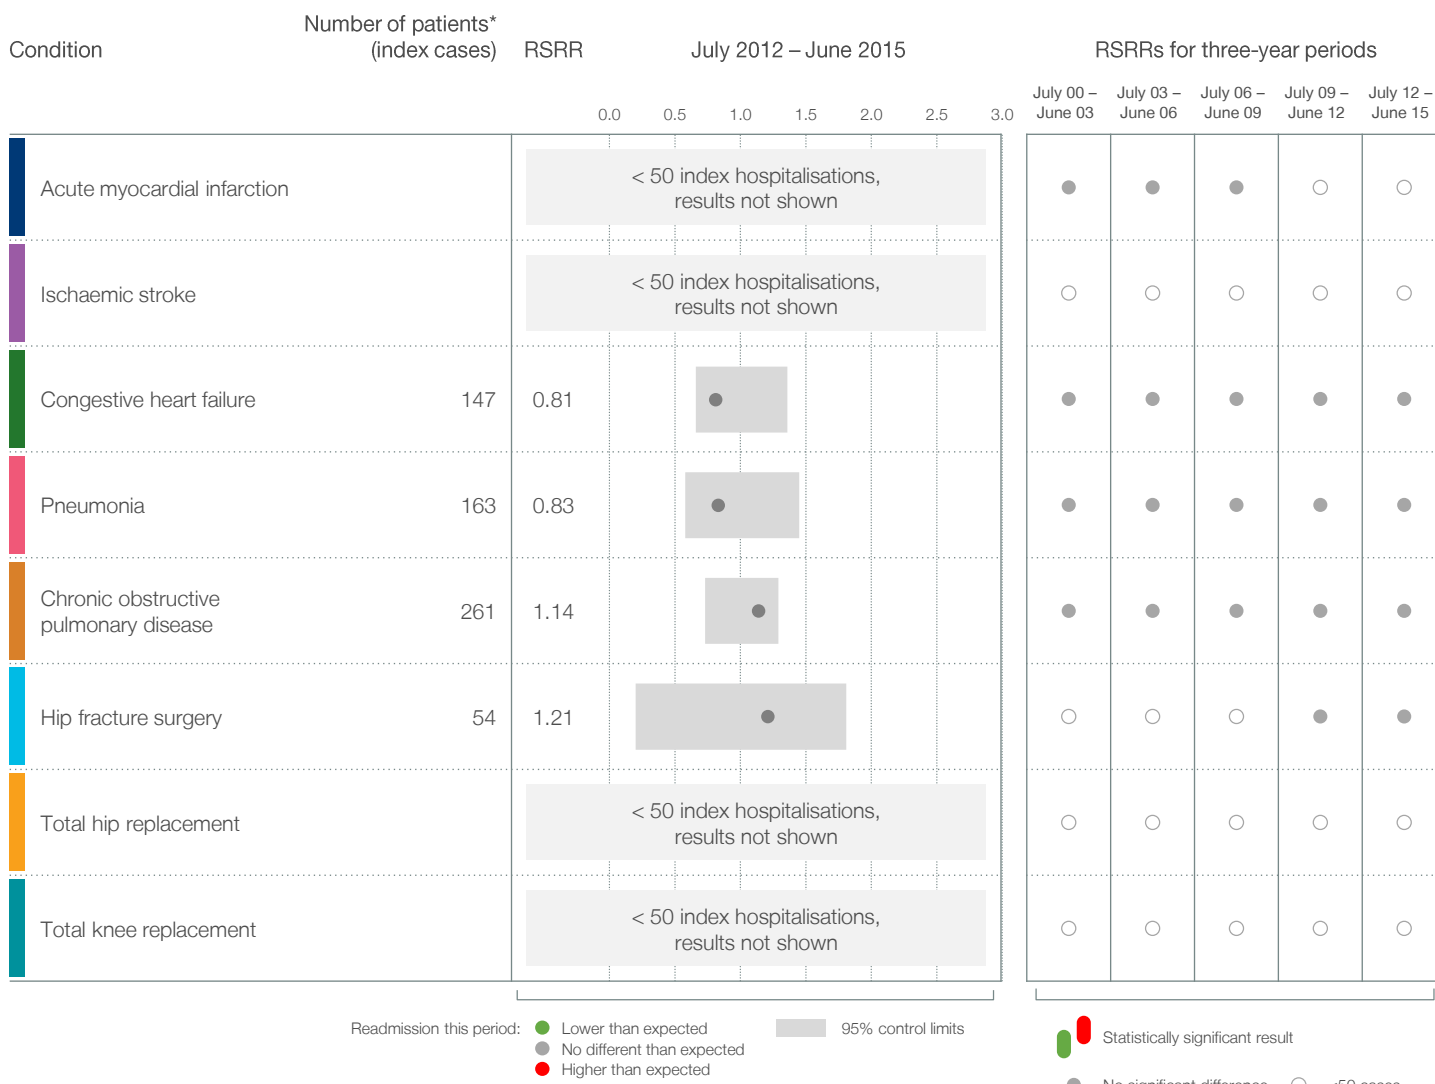 Number of patients*
Condition (index cases) RSRR July 2012 – June 2015 RSRRs for three-year periods
July 00 – July 03 – July 06 – July 09 – July 12 –
June 03 June 06 June 09 June 12 June 15
0.0 0.5 1.0 1.5 2.0 2.5 3.0
< 50 index hospitalisations,
Acute myocardial infarction
results not shown
< 50 index hospitalisations,
Ischaemic stroke
results not shown
Congestive heart failure 147 0.81
Pneumonia 163 0.83
Chronic obstructive
pulmonary disease 261 1.14
Hip fracture surgery 54 1.21
< 50 index hospitalisations,
Total hip replacement
results not shown
< 50 index hospitalisations,
Total knee replacement
results not shown
Readmission this period: Lower than expected 95% control limits
No different than expected
Higher than expected
Statistically significant result
No significant difference <50 cases